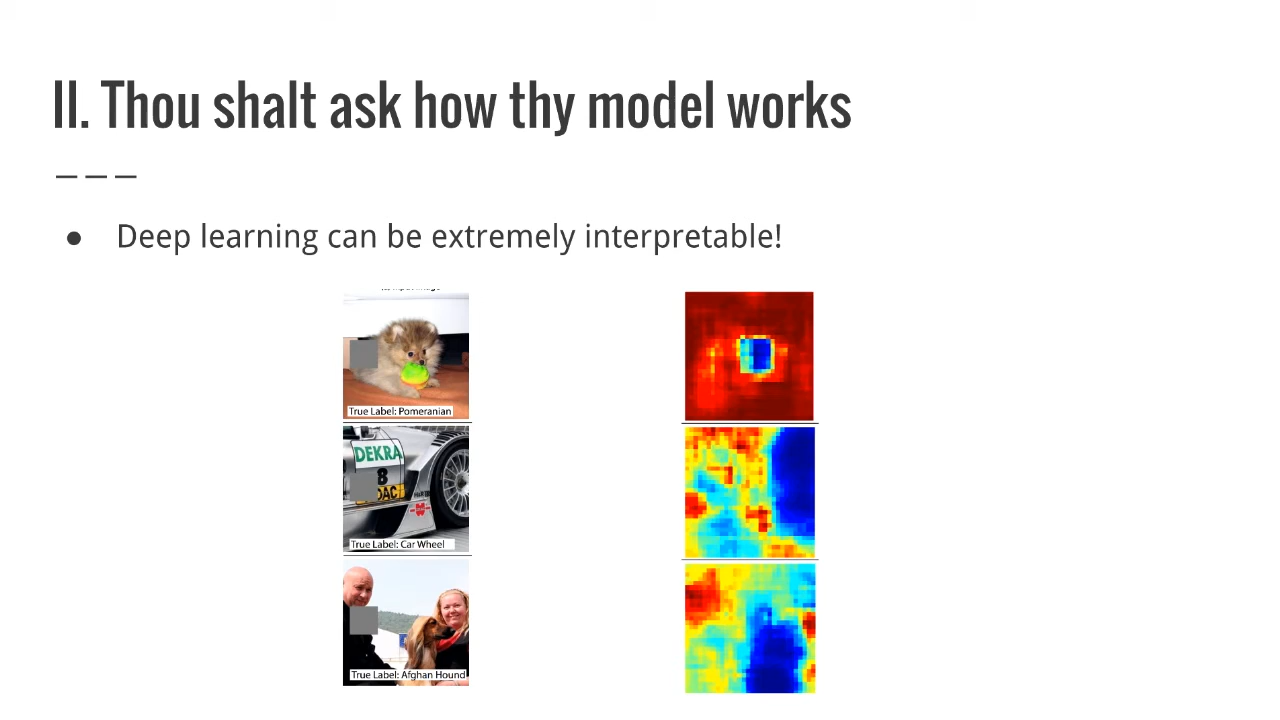 II. Thou shalt ask how thy model works
● Deep learning can be extremely interpretable!
True Label: Pomeranian
DEKRA
8
True Label: Car Wheel
True Label: Afghan Hound